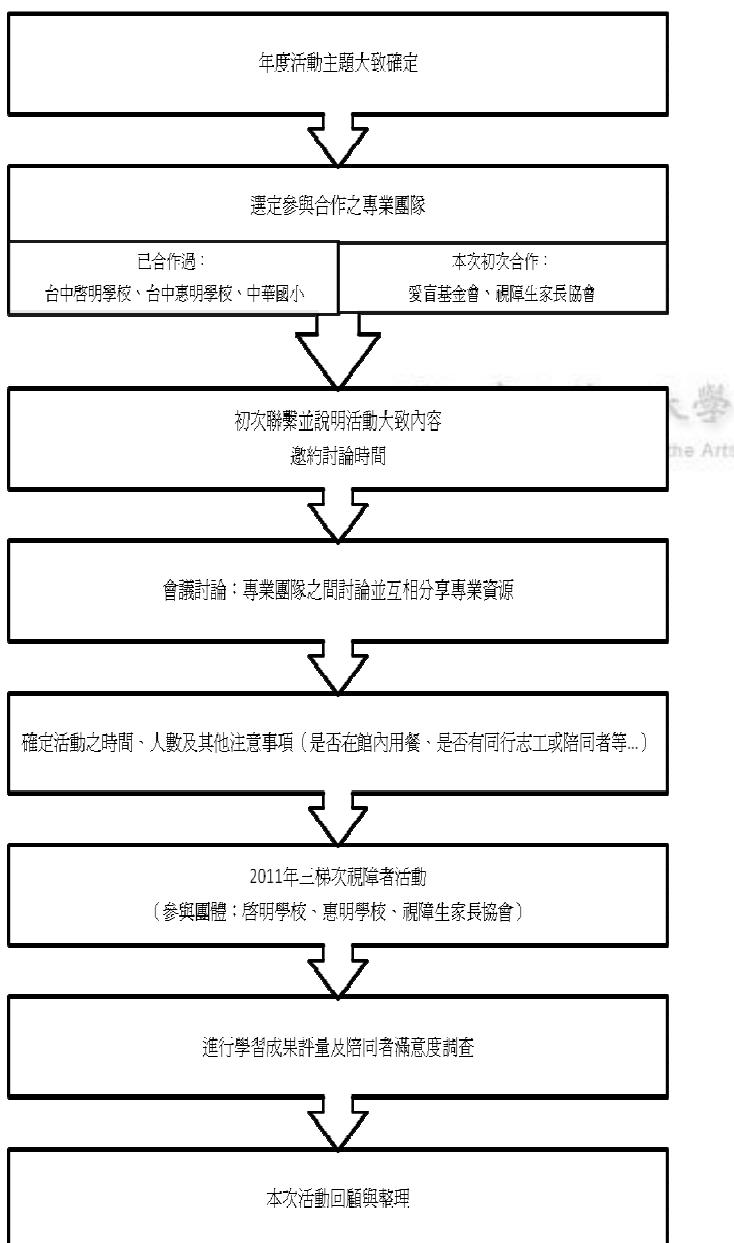 年度活動主題大致確定
選定參與合作之專業團隊
已合作過：
台中啓明學校、台中惠明學校、中華國小
本次初次合作：
愛盲基金會、視障生家長協會
初次聯繫並說明活動大致內容
邀約討論時間
大學
the Arts
會議討論：專業團隊之間討論並互相分享專業資源
確定活動之時間、人數及其他注意事項（是否在館內用餐、是否有同行志工或陪同者等...）
2011年三梯次視障者活動
（參與團體：啓明學校、惠明學校、視障生家長協會）
進行學習成果評量及陪同者滿意度調查
本次活動回顧與整理